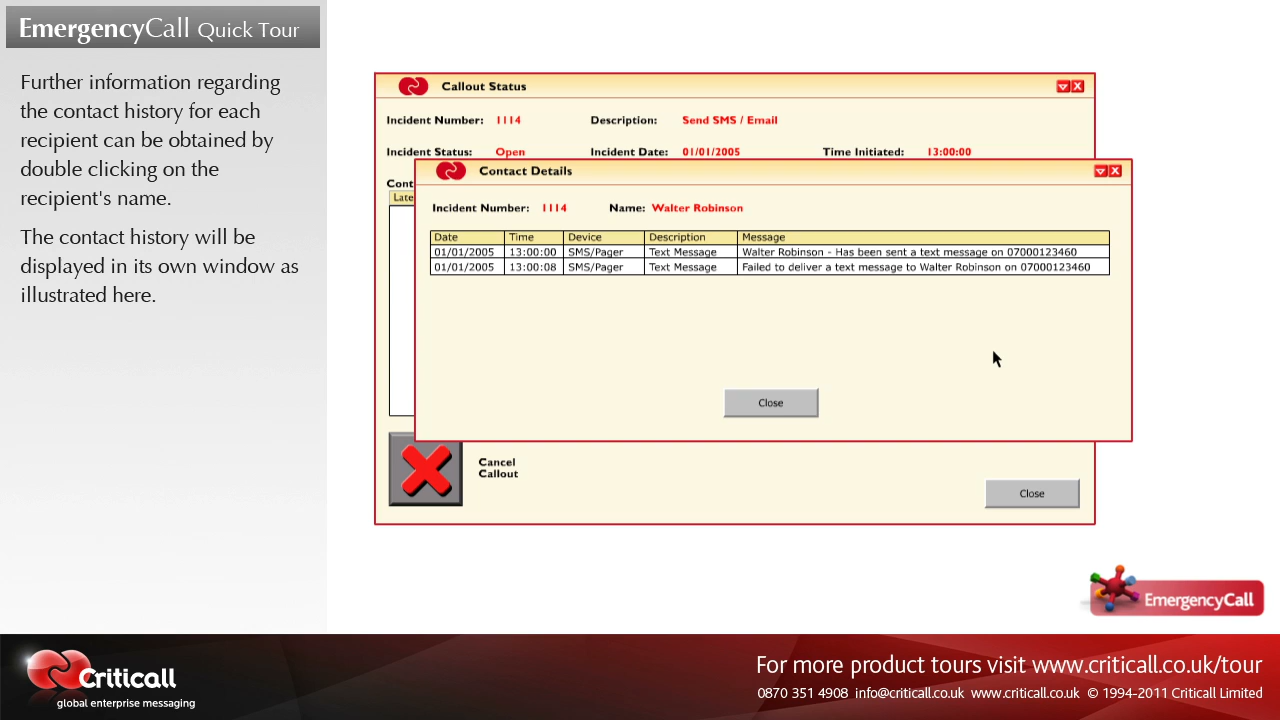 EmergencyCall Quick Tour
Further information regarding
the contact history for each
recipient can be obtained by
double clicking on the
recipient's name.
The contact history will be
displayed in its own window as
illustrated here.
Callout Status
Incident Number: 1114 Description: Send SMS / Email
Incident Status: Open Incident Date: 01/01/2005 Time Initiated: 13:00:00
Cont
Late
Contact Details
Incident Number: 1114 Name: Walter Robinson
Date Time Device Description Message
01/01/2005 13:00:00 SMS/Pager Text Message Walter Robinson - Has been sent a text message on 07000123460
01/01/2005 13:00:08 SMS/Pager Text Message Failed to deliver a text message to Walter Robinson on 07000123460
Close
Cancel
Callout
Close
EmergencyCall
Criticall
global enterprise messaging
For more product tours visit www.criticall.co.uk/tour
0870 351 4908 info@criticall.co.uk www.criticall.co.uk © 1994-2011 Criticall Limited